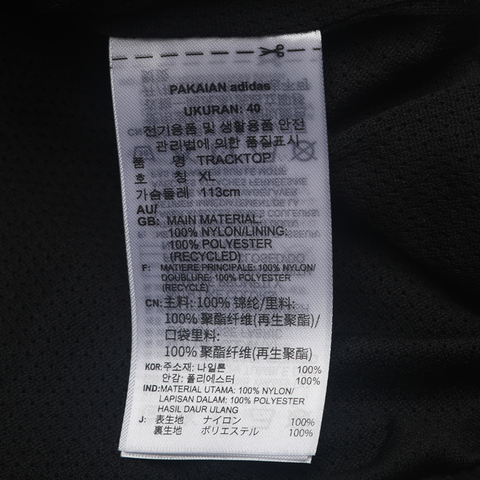 PAKAIAN adidas
UKURAN: 40
전기용품 및 생활용품 안전
관리법에 의한 품질표시
품 명 TRACKTOP
호 칭 XL
가슴둘레 113cm
AU/
GB: MAIN MATERIAL:
100% NYLON/LINING:
100% POLYESTER
(RECYCLED)
F: MATIERE PRINCIPALE: 100% NYLON/
DOUBLURE: 100% POLYESTER
(RECYCLÉ)
CN: 主料: 100% 锦纶/里料:
100% 聚酯纤维(再生聚酯)/
口袋里料:
100% 聚酯纤维(再生聚酯)
KOR: 주소재: 나일론 100%
안감: 폴리에스터 100%
IND: MATERIAL UTAMA: 100% NYLON/
LAPISAN DALAM: 100% POLYESTER
HASIL DAUR ULANG
J: 表生地 ナイロン 100%
裏生地 ポリエステル 100%